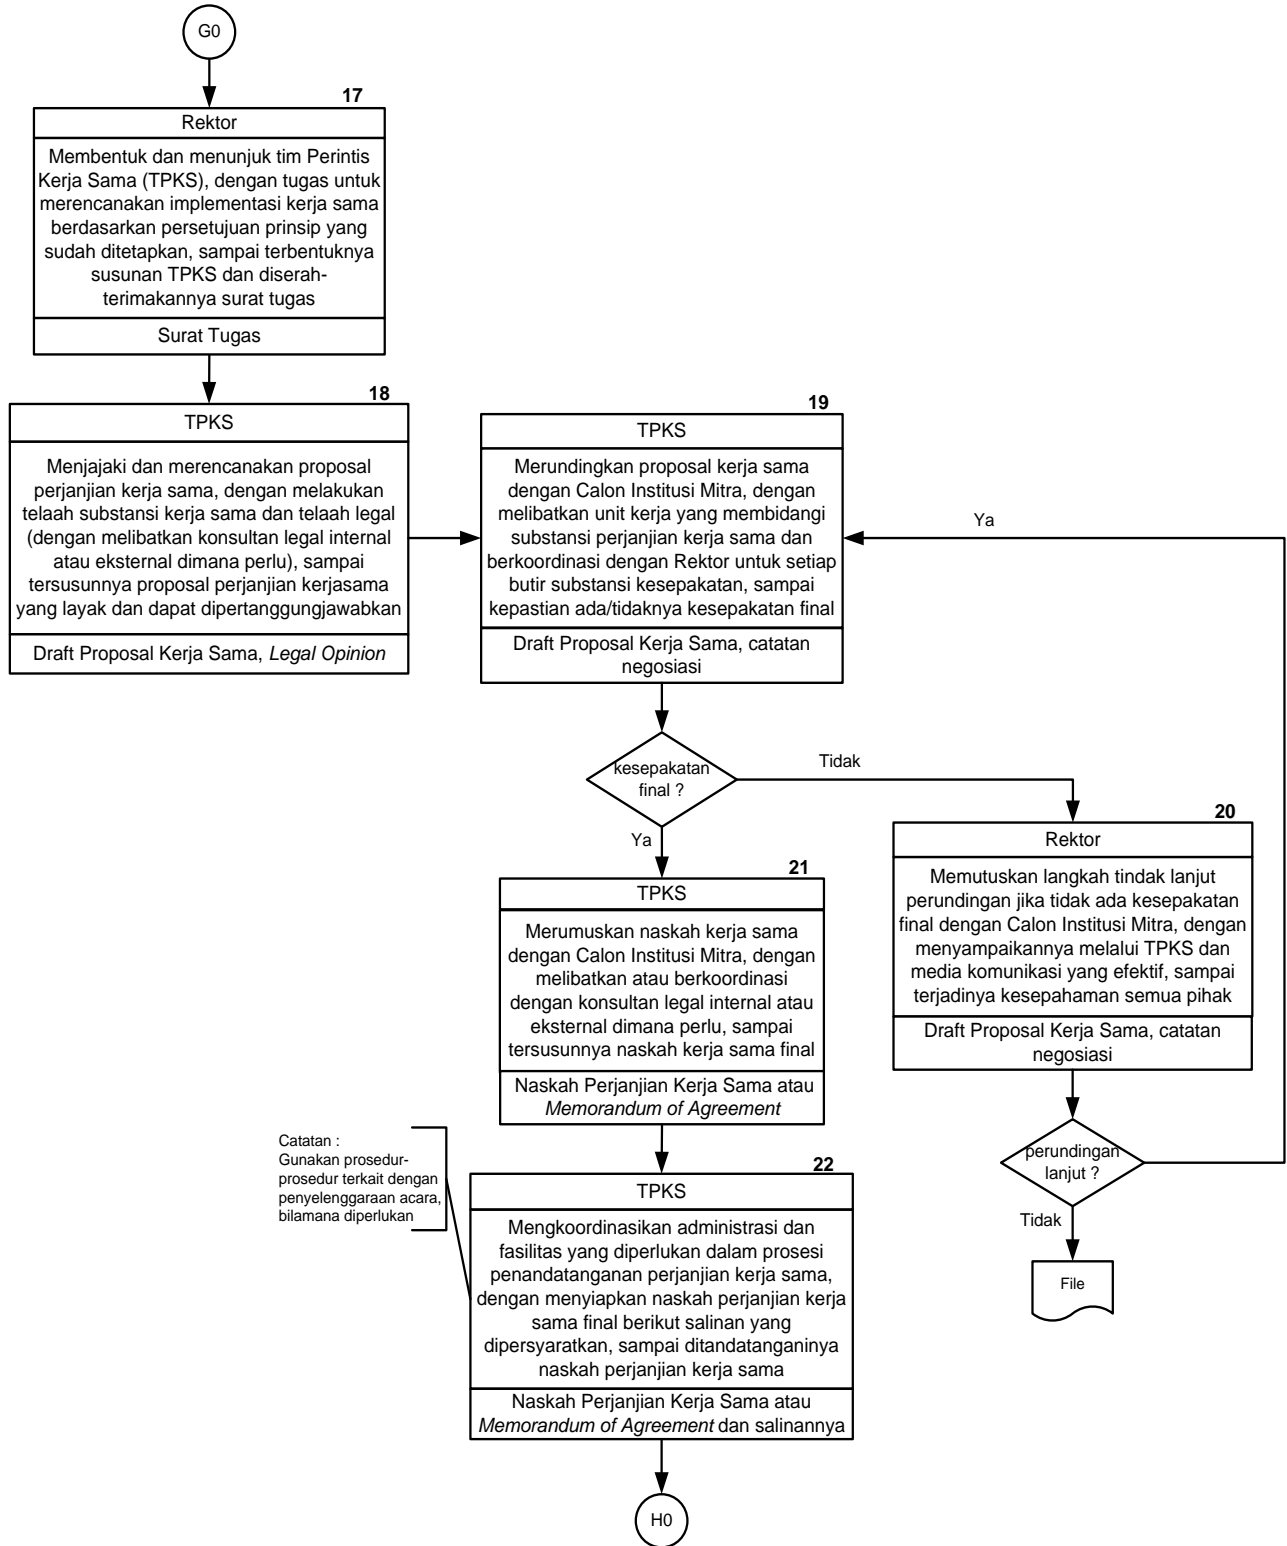 G0
17
Rektor
Membentuk dan menunjuk tim Perintis
Kerja Sama (TPKS), dengan tugas untuk
merencanakan implementasi kerja sama
berdasarkan persetujuan prinsip yang
sudah ditetapkan, sampai terbentuknya
susunan TPKS dan diserah-
terimakannya surat tugas
Surat Tugas
18
TPKS
Menjajaki dan merencanakan proposal
perjanjian kerja sama, dengan melakukan
telaah substansi kerja sama dan telaah legal
(dengan melibatkan konsultan legal internal
atau eksternal dimana perlu), sampai
tersusunnya proposal perjanjian kerjasama
yang layak dan dapat dipertanggungjawabkan
Draft Proposal Kerja Sama, Legal Opinion
19
TPKS
Merundingkan proposal kerja sama
dengan Calon Institusi Mitra, dengan
melibatkan unit kerja yang membidangi
substansi perjanjian kerja sama dan
berkoordinasi dengan Rektor untuk setiap
butir substansi kesepakatan, sampai
kepastian ada/tidaknya kesepakatan final
Draft Proposal Kerja Sama, catatan
negosiasi
Ya
kesepakatan
final ?
Tidak
Ya
20
Rektor
Memutuskan langkah tindak lanjut
perundingan jika tidak ada kesepakatan
final dengan Calon Institusi Mitra, dengan
menyampaikannya melalui TPKS dan
media komunikasi yang efektif, sampai
terjadinya kesepahaman semua pihak
Draft Proposal Kerja Sama, catatan
negosiasi
perundingan
lanjut ?
Tidak
File
21
TPKS
Merumuskan naskah kerja sama
dengan Calon Institusi Mitra, dengan
melibatkan atau berkoordinasi
dengan konsultan legal internal atau
eksternal dimana perlu, sampai
tersusunnya naskah kerja sama final
Naskah Perjanjian Kerja Sama atau
Memorandum of Agreement
Catatan :
Gunakan prosedur-
prosedur terkait dengan
penyelenggaraan acara,
bilamana diperlukan
22
TPKS
Mengkoordinasikan administrasi dan
fasilitas yang diperlukan dalam prosesi
penandatanganan perjanjian kerja sama,
dengan menyiapkan naskah perjanjian kerja
sama final berikut salinan yang
dipersyaratkan, sampai ditandatanganinya
naskah perjanjian kerja sama
Naskah Perjanjian Kerja Sama atau
Memorandum of Agreement dan salinannya
H0